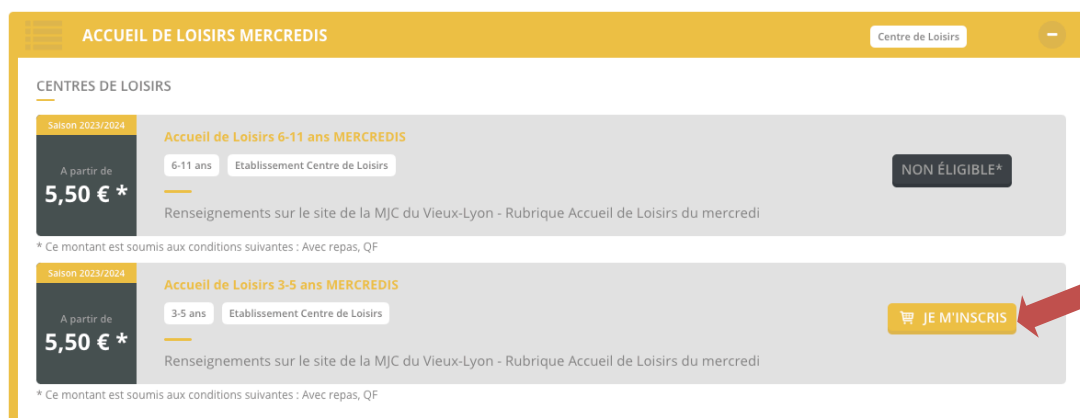 ACCUEIL DE LOISIRS MERCREDIS
Centre de Loisirs
CENTRES DE LOISIRS
Saison 2023/2024
A partir de
5,50 € *
Accueil de Loisirs 6-11 ans MERCREDIS
6-11 ans
Etablissement Centre de Loisirs
Renseignements sur le site de la MJC du Vieux-Lyon - Rubrique Accueil de Loisirs du mercredi
NON ÉLIGIBLE*
* Ce montant est soumis aux conditions suivantes : Avec repas, QF
Saison 2023/2024
A partir de
5,50 € *
Accueil de Loisirs 3-5 ans MERCREDIS
3-5 ans
Etablissement Centre de Loisirs
Renseignements sur le site de la MJC du Vieux-Lyon - Rubrique Accueil de Loisirs du mercredi
JE M'INSCRIS
* Ce montant est soumis aux conditions suivantes : Avec repas, QF